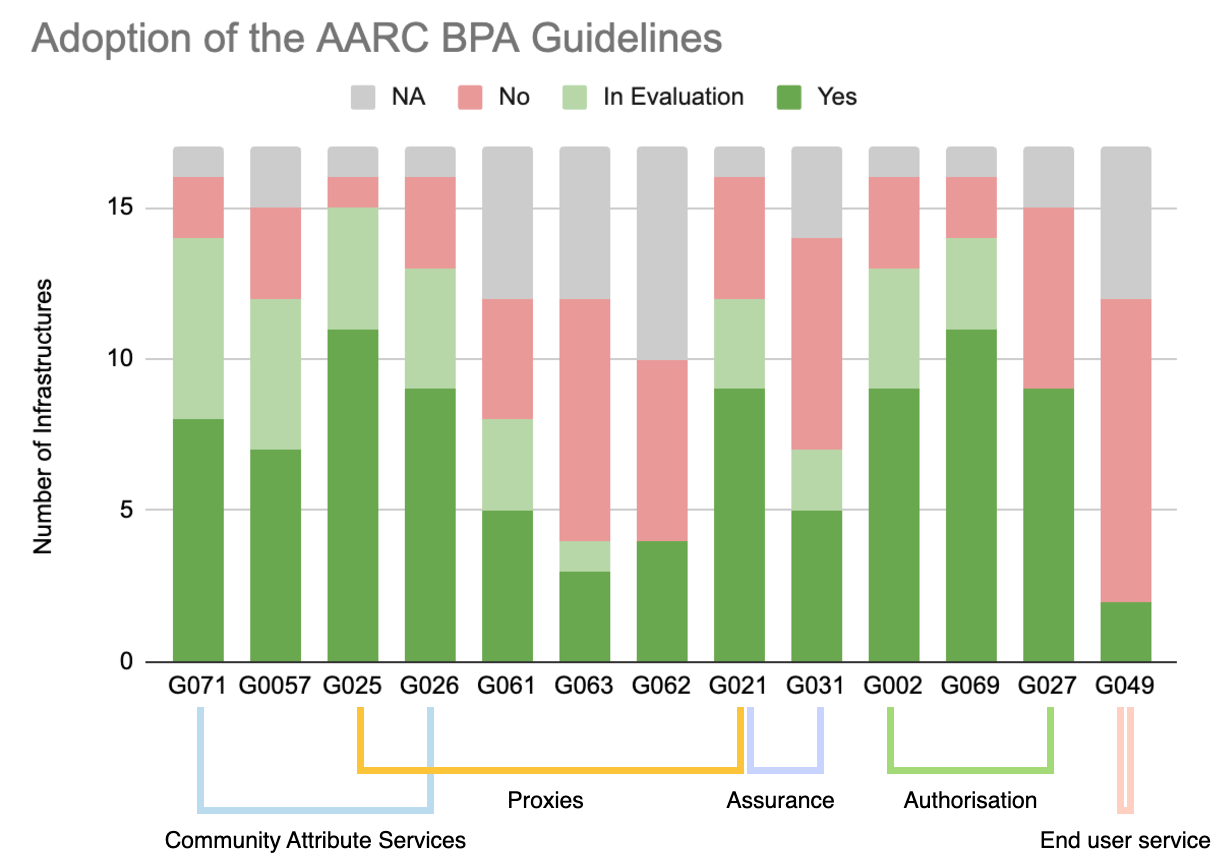 Adoption of the AARC BPA Guidelines
NA No In Evaluation Yes
Number of Infrastructures
15
10
5
0
G071 G0057 G025 G026 G061 G063 G062 G021 G031 G002 G069 G027 G049
Proxies Assurance Authorisation
Community Attribute Services End user service